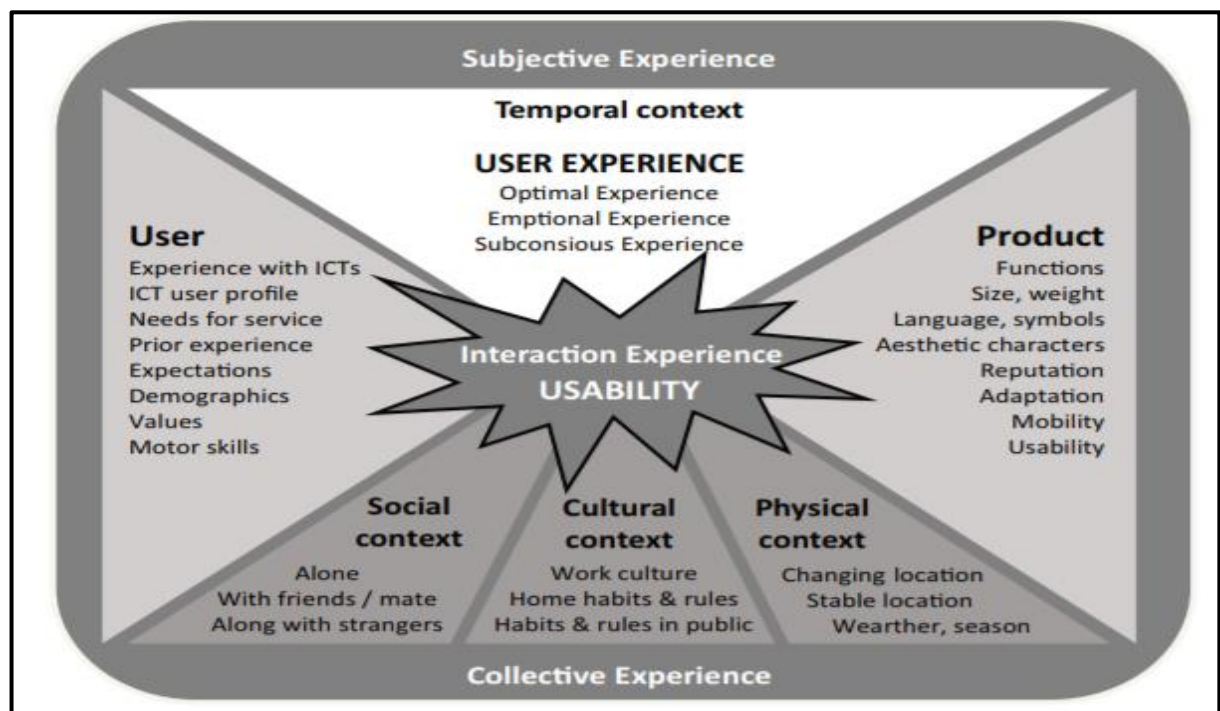 Subjective Experience
Temporal context
USER EXPERIENCE
Optimal Experience
Emptional Experience
Subconsious Experience
User
Experience with ICTs
ICT user profile
Needs for service
Prior experience
Expectations
Demographics
Values
Motor skills
Product
Functions
Size, weight
Language, symbols
Aesthetic characters
Reputation
Adaptation
Mobility
Usability
Interaction Experience
USABILITY
Social
context
Alone
With friends / mate
Along with strangers
Cultural
context
Work culture
Home habits & rules
Habits & rules in public
Physical
context
Changing location
Stable location
Wearther, season
Collective Experience